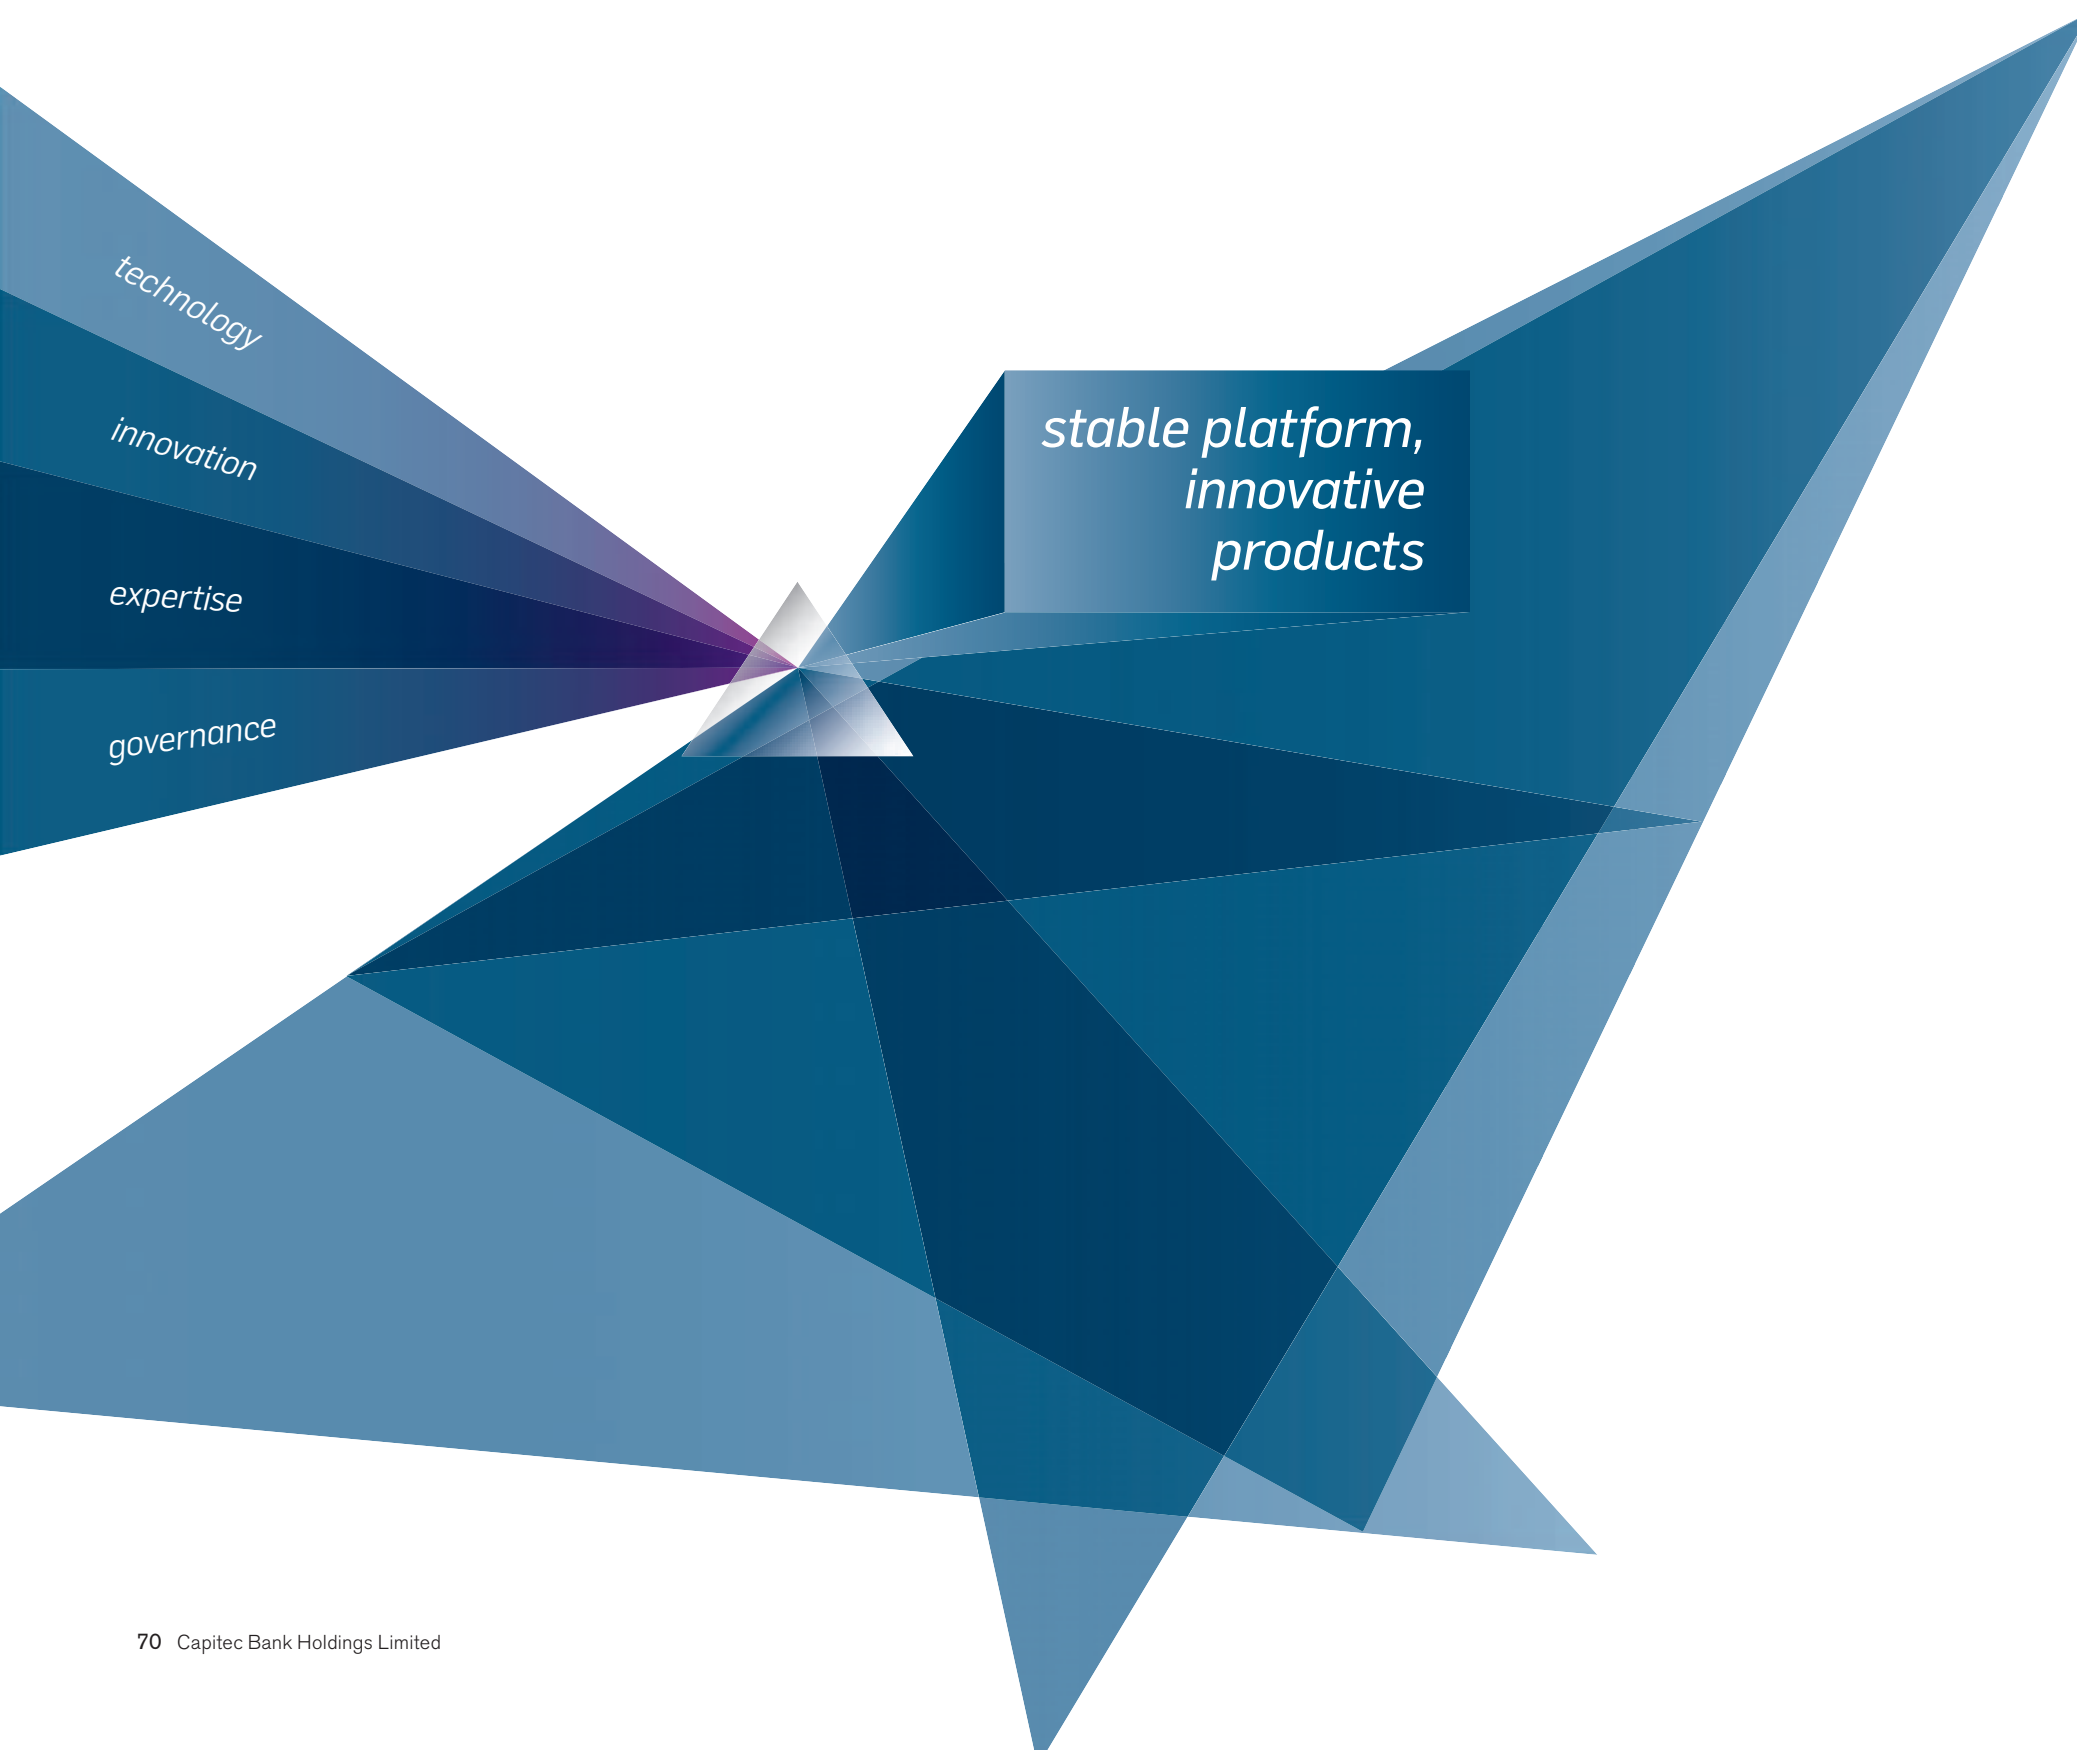 technology
innovation
expertise
governance
stable platform,
innovative
products
70 Capitec Bank Holdings Limited